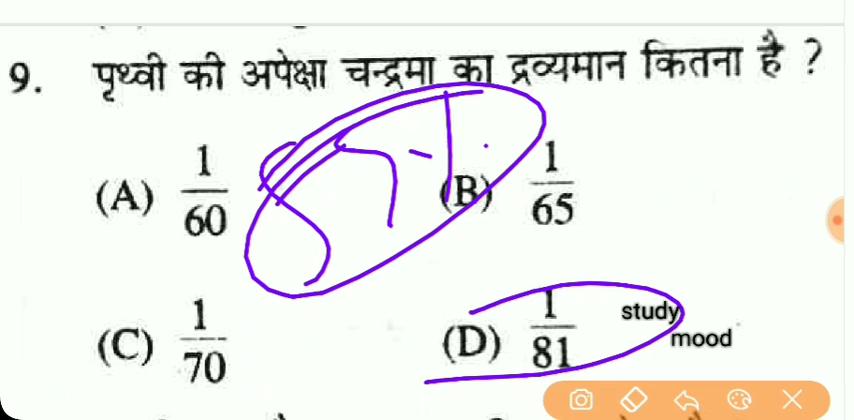 9. पृथ्वी की अपेक्षा चन्द्रमा का द्रव्यमान कितना है ?
(A) 1/60 (B) 1/65
(C) 1/70 (D) 1/81
study
mood